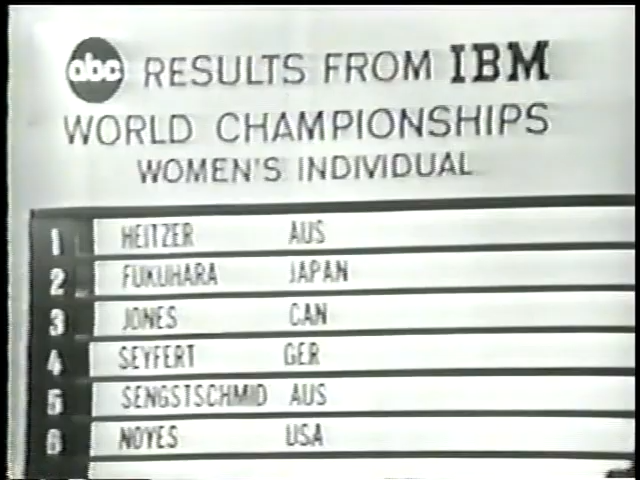 abc RESULTS FROM IBM
WORLD CHAMPIONSHIPS
WOMEN'S INDIVIDUAL
1 HEITZER AUS
2 FUKUHARA JAPAN
3 JONES CAN
4 SEYFERT GER
5 SENGSTSCHMID AUS
6 NOYES USA